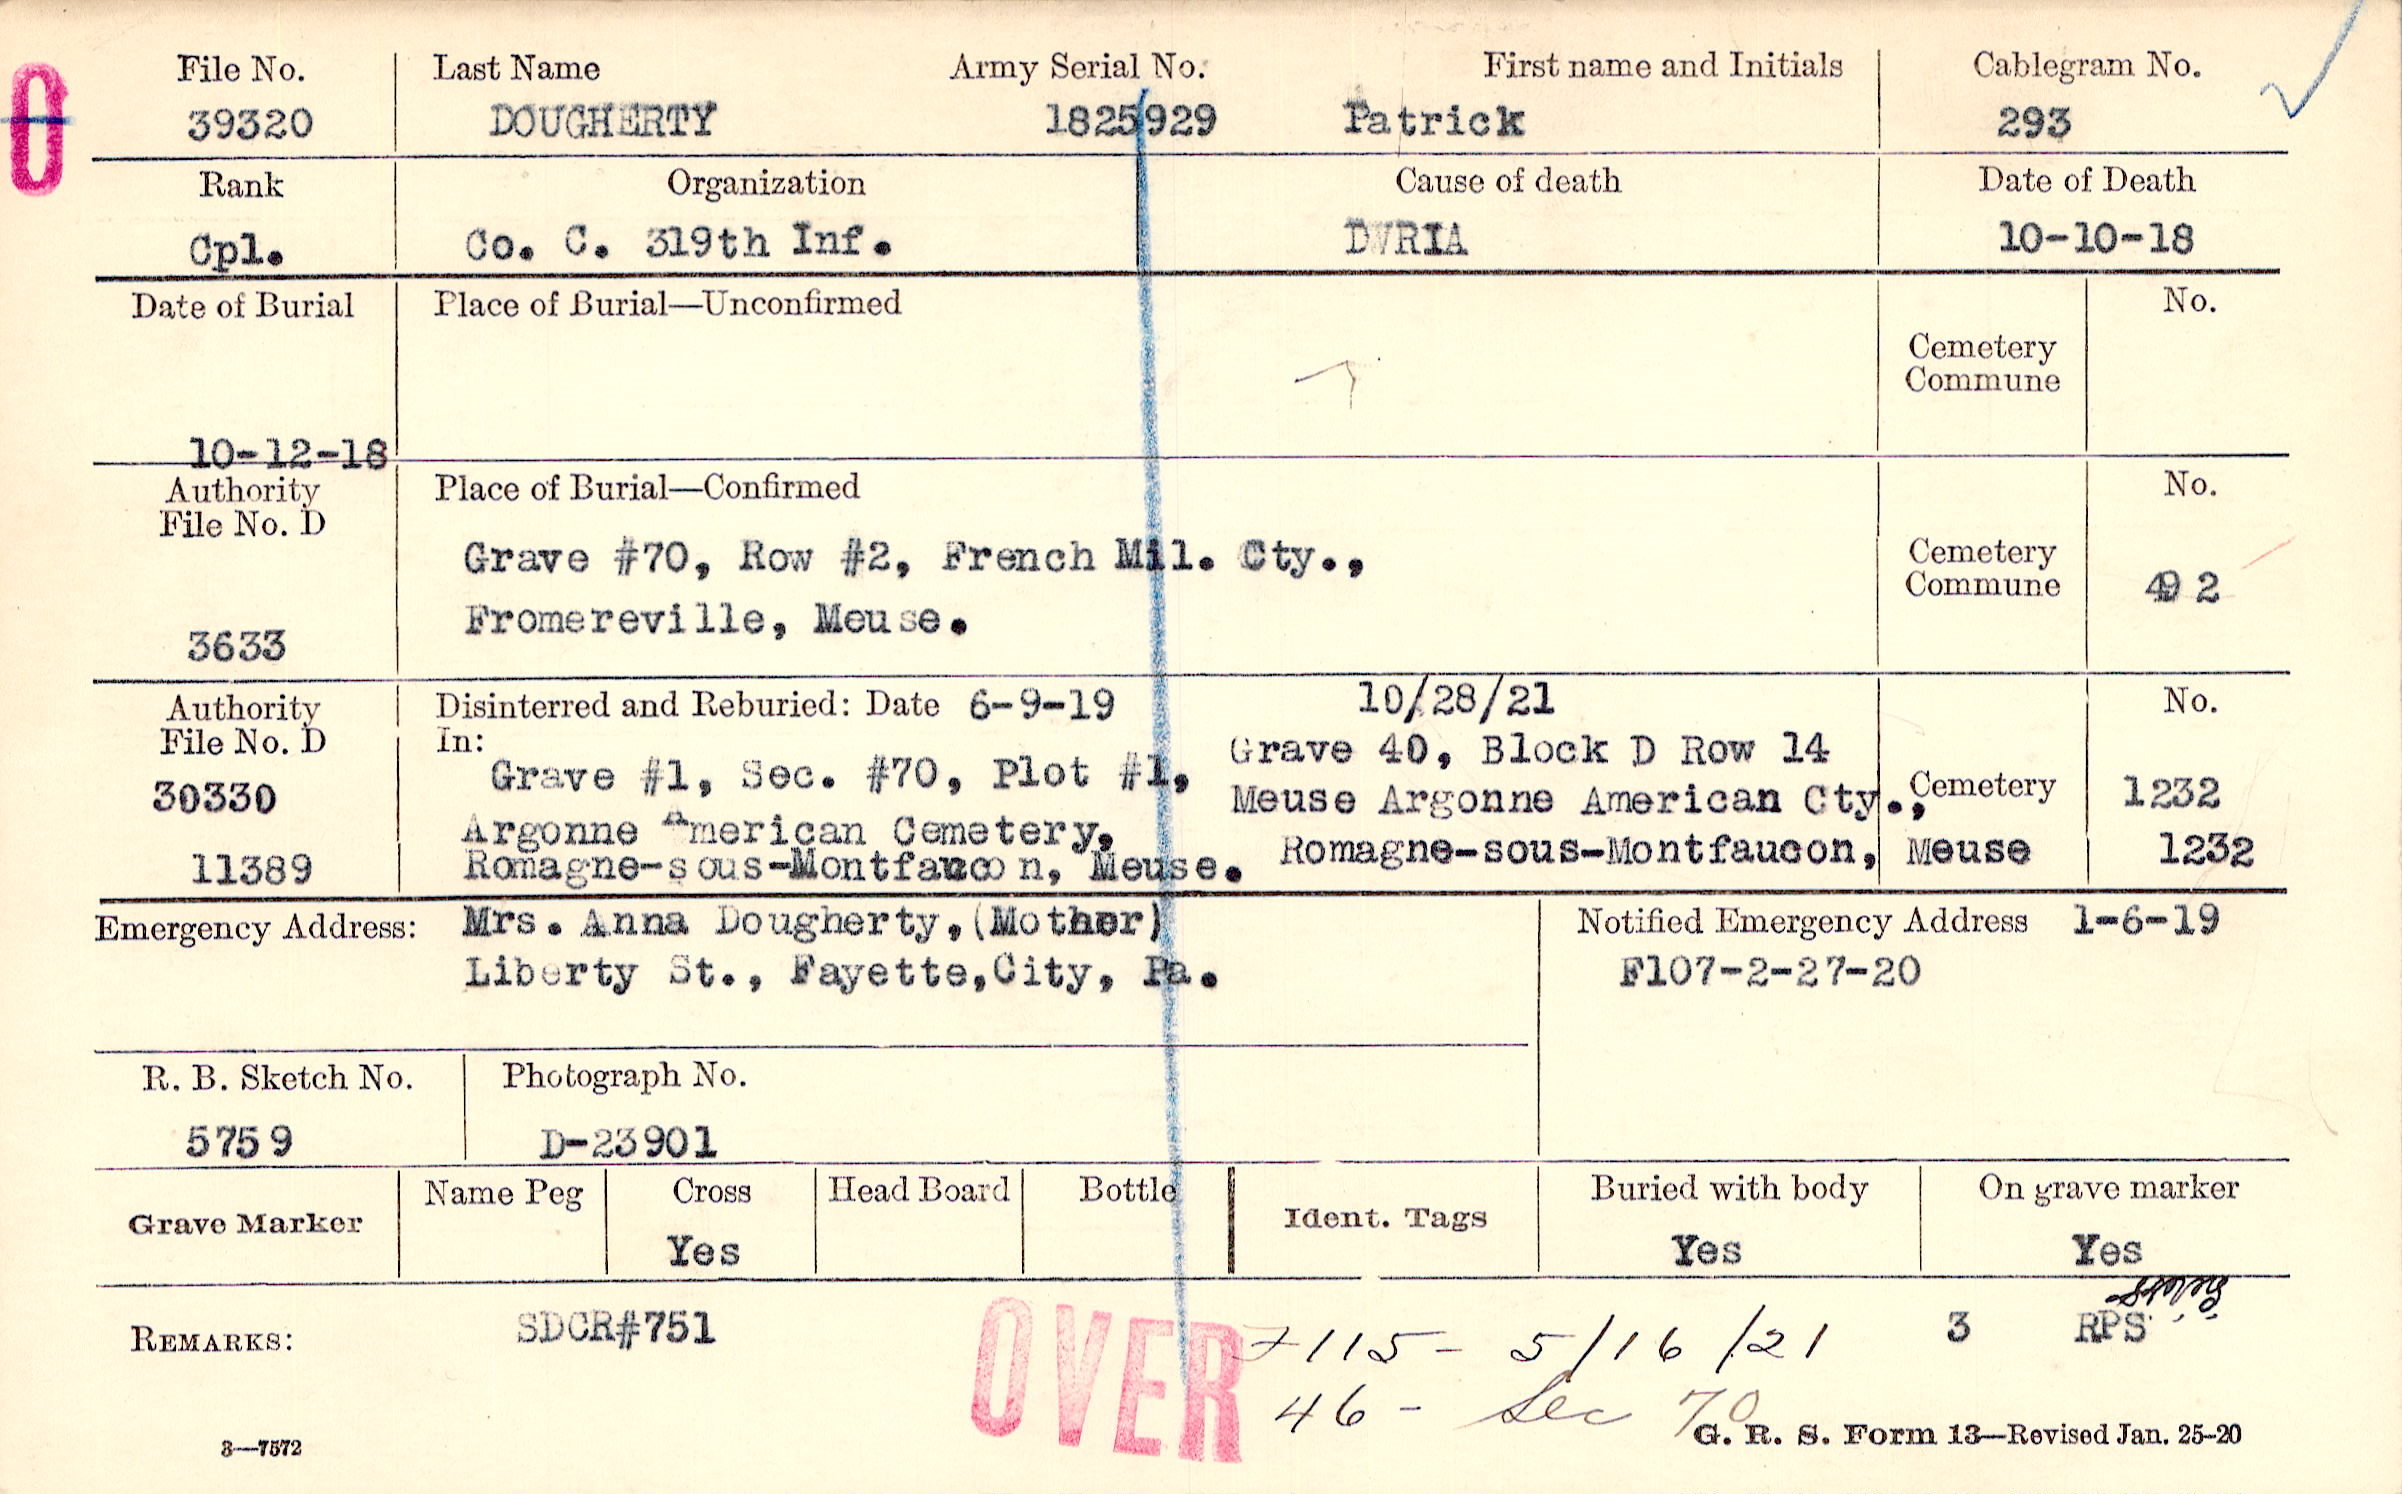 File No. Last Name Army Serial No. First name and Initials Cablegram No.
39320 DOUGHERTY 1825929 Patrick 293
Rank Organization Cause of death Date of Death
Cpl. Co. C. 319th Inf. DWRIA 10-10-18
Date of Burial Place of Burial—Unconfirmed No.
Cemetery
Commune
10-12-18
Authority Place of Burial—Confirmed No.
File No. D
Grave #70, Row #2, French Mil. Cty., Cemetery
Commune 492
Fromereville, Meuse.
3633
Authority Disinterred and Reburied: Date 6-9-19 10/28/21 No.
File No. D In:
Grave 40, Block D Row 14
30330 Grave #1, Sec. #70, Plot #1, Meuse Argonne American Cty., Cemetery 1232
Argonne American Cemetery,
11389 Romagne-sous-Montfaucon, Meuse. Romagne-sous-Montfaucon, Meuse 1232
Emergency Address: Mrs. Anna Dougherty, (Mother) Notified Emergency Address 1-6-19
Liberty St., Fayette, City, Pa. F107-2-27-20
R. B. Sketch No. Photograph No.
5759 D-23901
Grave Marker Name Peg Cross Head Board Bottle Ident. Tags Buried with body On grave marker
Yes Yes Yes
REMARKS: SDCR#751 3 RPS
OVER
7115- 5/16/21
46 - Sec 70
3—7572 G. R. S. Form 13—Revised Jan. 25-20